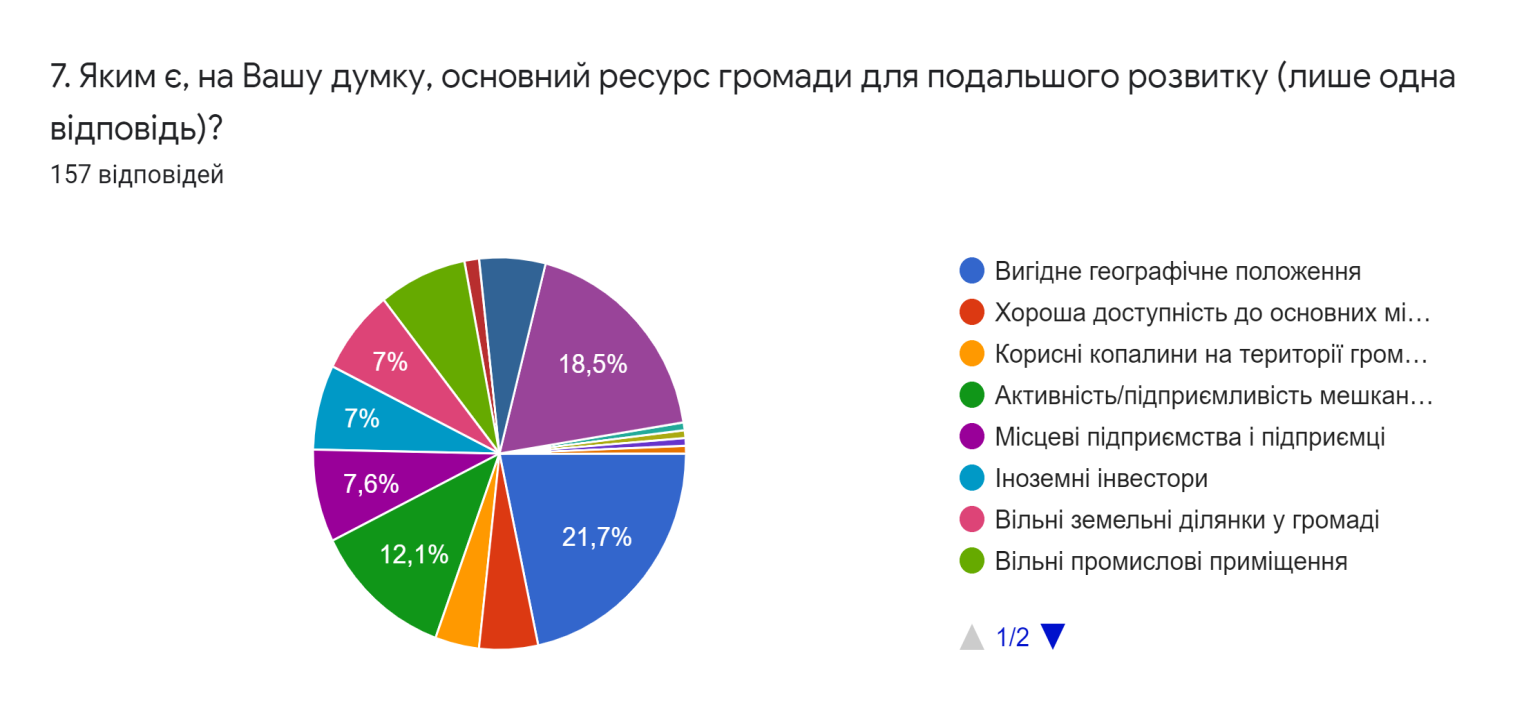 7. Яким є, на Вашу думку, основний ресурс громади для подальшого розвитку (лише одна
відповідь)?
157 відповідей
18,5%
7%
7%
7,6%
12,1%
21,7%
Вигідне географічне положення
Хороша доступність до основних мі…
Корисні копалини на території гром…
Активність/підприємливість мешкан…
Місцеві підприємства і підприємці
Іноземні інвестори
Вільні земельні ділянки у громаді
Вільні промислові приміщення
1/2